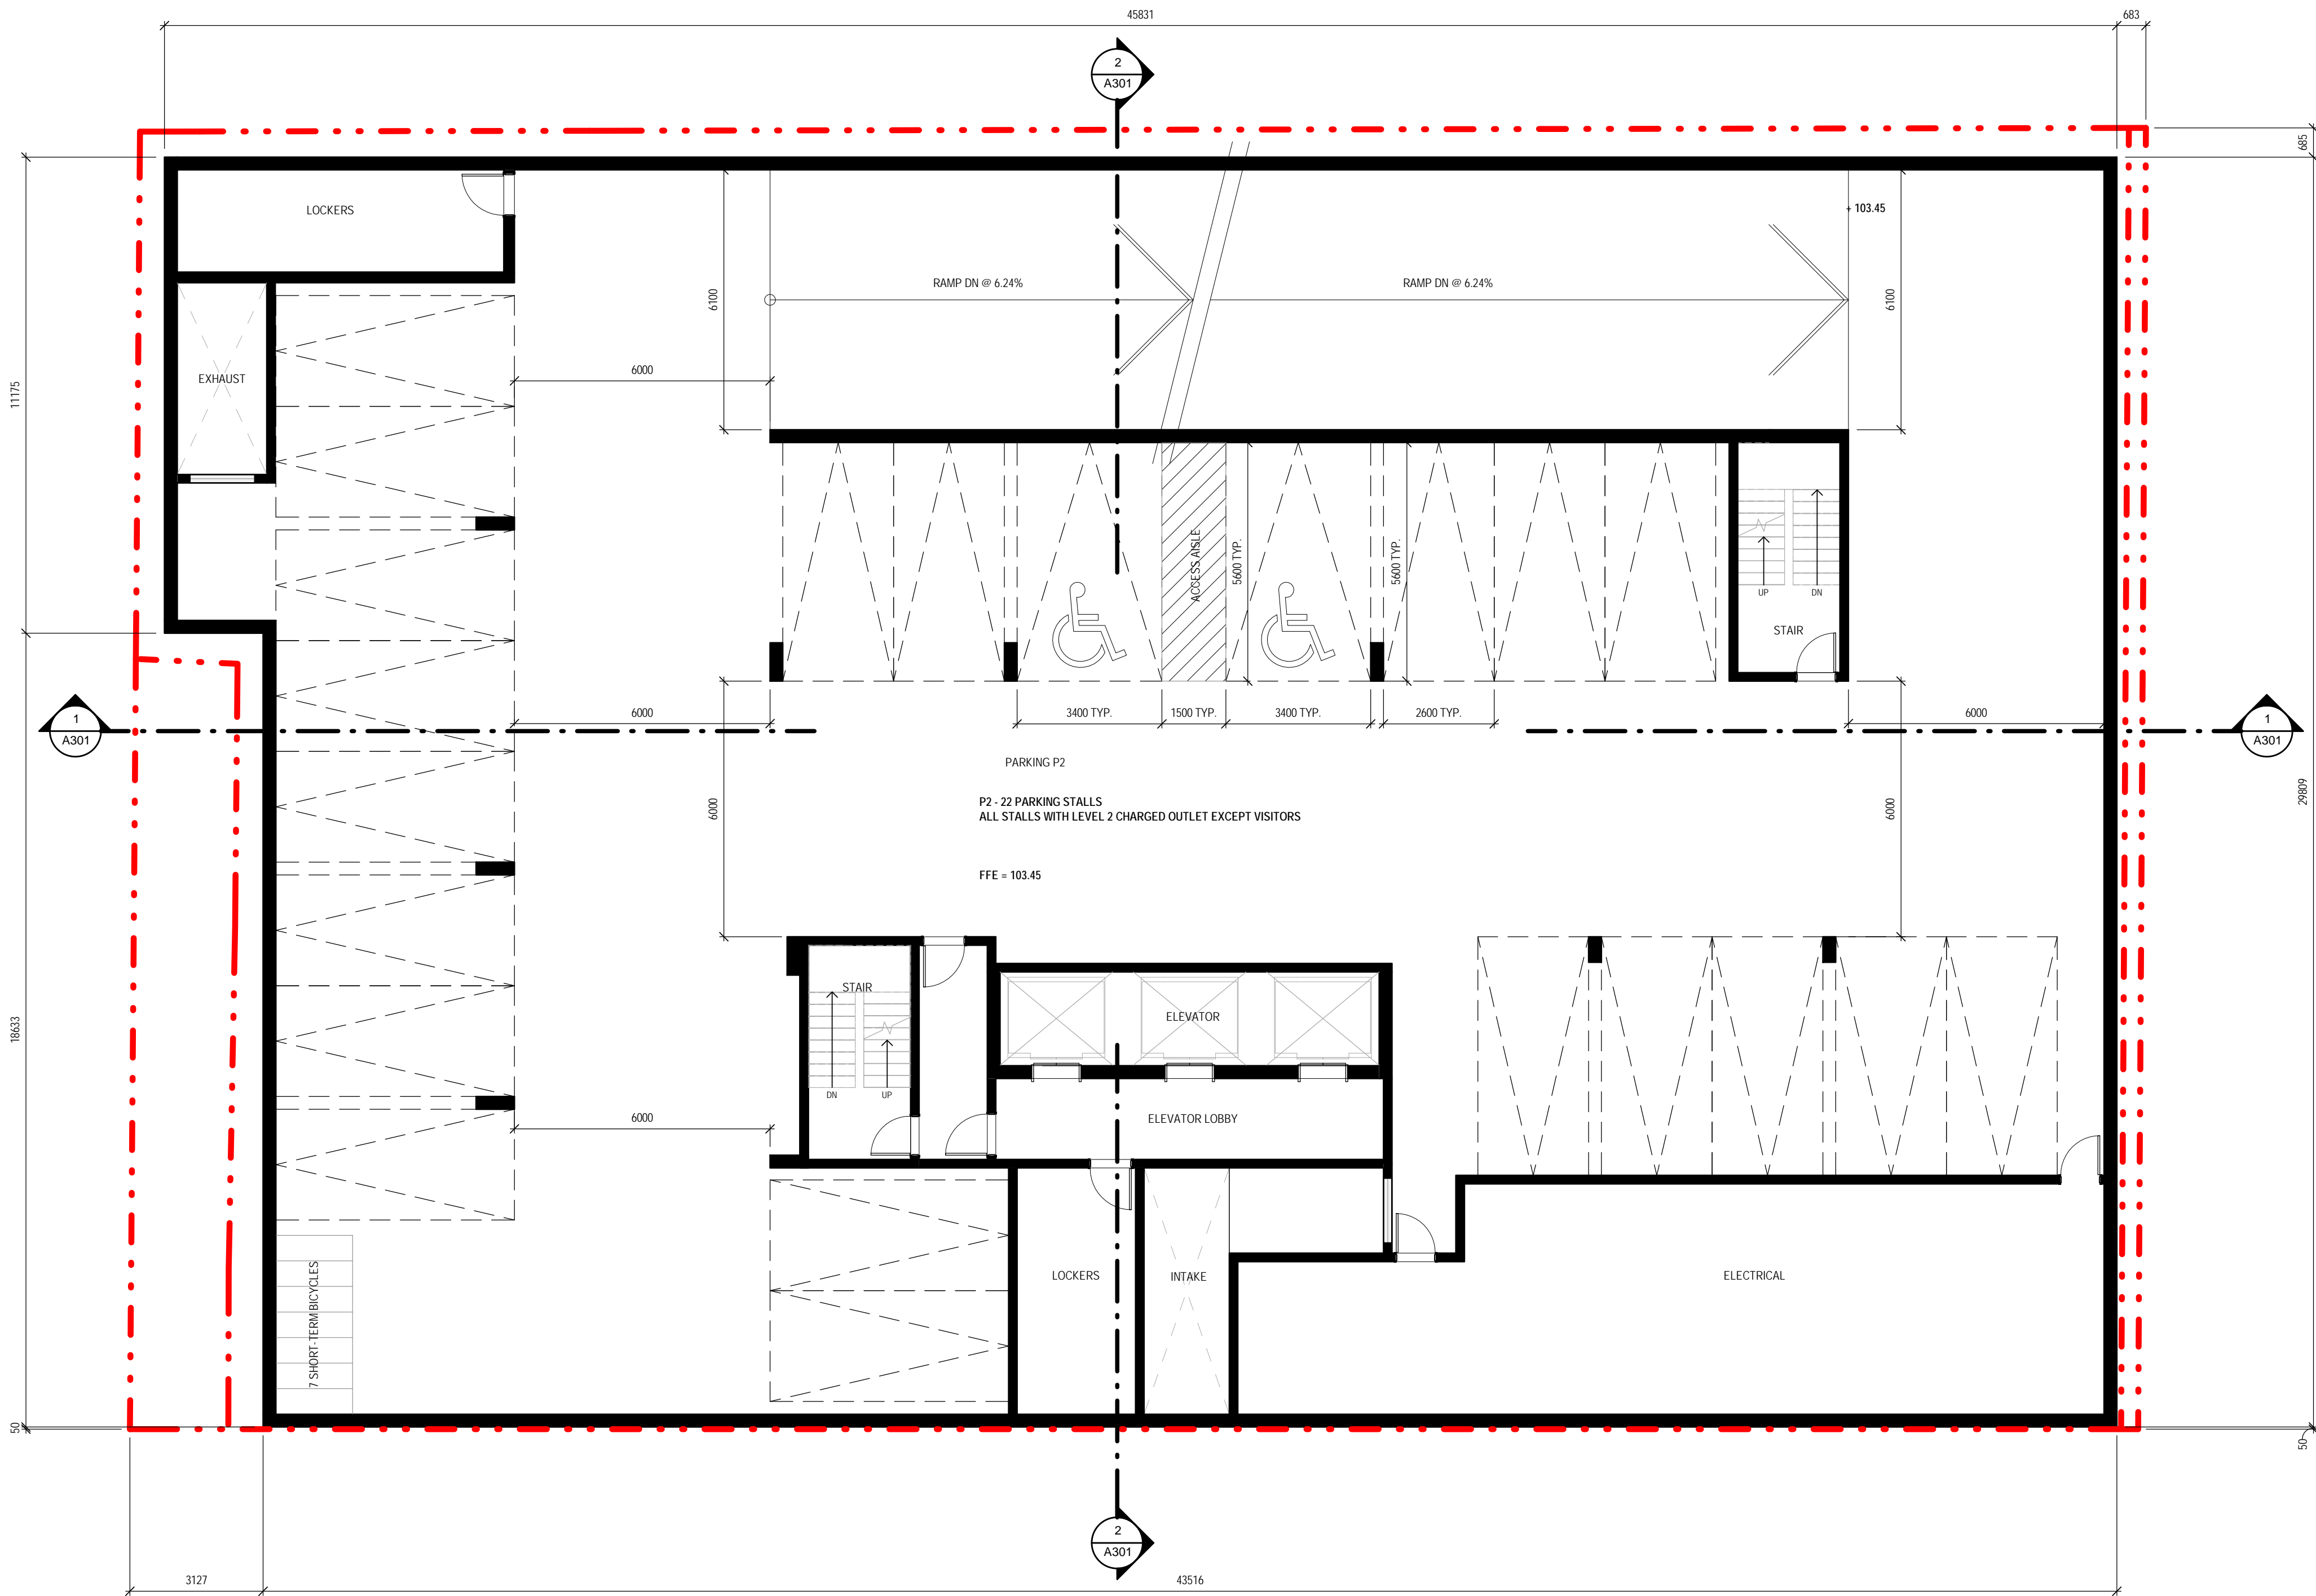 45831
683
2
A301
685
LOCKERS
+ 103.45
RAMP DN @ 6.24%
RAMP DN @ 6.24%
6100
6100
6000
EXHAUST
11175
ACCESS AISLE
5600 TYP.
5600 TYP.
UP
DN
STAIR
6000
3400 TYP.
1500 TYP.
3400 TYP.
2600 TYP.
6000
1
A301
1
A301
PARKING P2
P2 - 22 PARKING STALLS
ALL STALLS WITH LEVEL 2 CHARGED OUTLET EXCEPT VISITORS
6000
6000
29809
FFE = 103.45
STAIR
ELEVATOR
18633
DN
UP
6000
ELEVATOR LOBBY
LOCKERS
INTAKE
ELECTRICAL
7 SHORT-TERM BICYCLES
50
50
2
A301
3127
43516